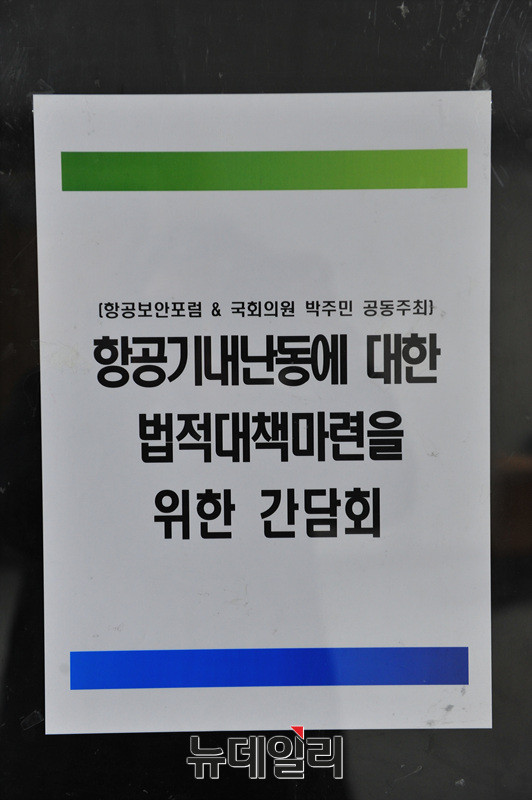 [항공보안포럼 & 국회의원 박주민 공동주최]
항공기내난동에 대한
법적대책마련을
위한 간담회
뉴데일리